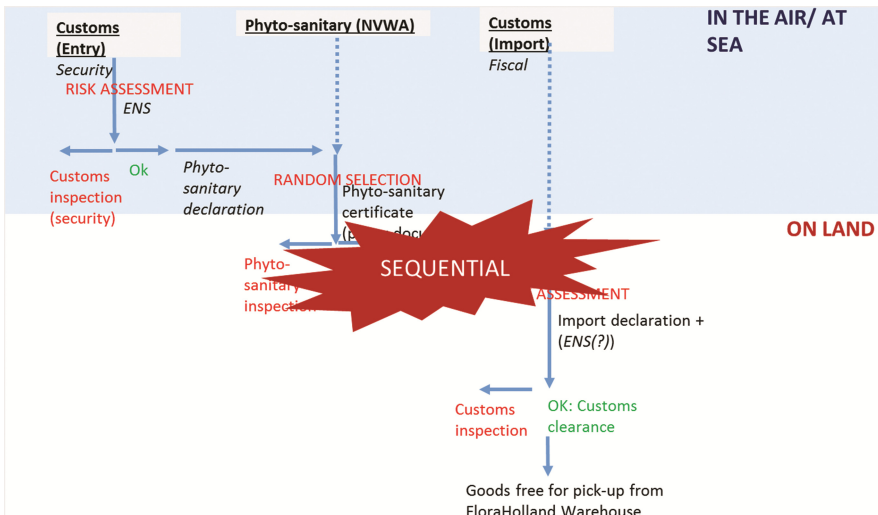 Customs
(Entry)
Security
Phyto-sanitary (NVWA)
Customs
(Import)
Fiscal
IN THE AIR/ AT
SEA
RISK ASSESSMENT
ENS
Ok
Customs
inspection
(security)
Phyto-
sanitary
declaration
RANDOM SELECTION
Phyto-sanitary
certificate
ON LAND
SEQUENTIAL
Phyto-
sanitary
inspection
ASSESSMENT
Import declaration +
(ENS(?))
Customs
inspection
OK: Customs
clearance
Goods free for pick-up from
FloraHolland Warehouse